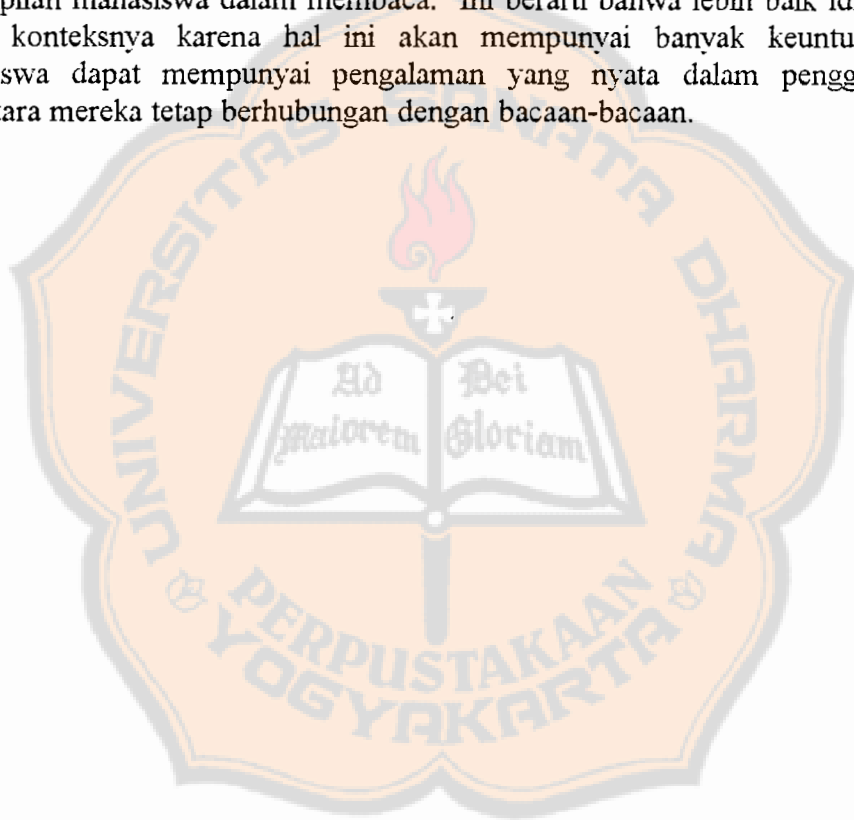 mahasiswa dalam membaca. Ini berarti bahwa lebih baik
konteksnya karena hal ini akan mempunyai banyak
dapat mempunyai pengalaman yang nyata dalam
mereka tetap berhubungan dengan bacaan-bacaan.
UNIVERSITAS SANATA DHARMA
Ad Dei
Maiorem Gloriam
PERPUSTAKAAN
YOGYAKARTA